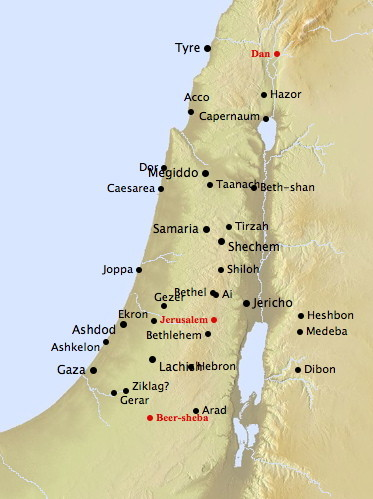 Tyre
Dan
Hazor
Acco
Capernaum
Dor
Megiddo
Taanach
Beth-shan
Caesarea
Samaria
Tirzah
Shechem
Joppa
Shiloh
Bethel
Ai
Gezer
Jericho
Ekron
Jerusalem
Heshbon
Ashdod
Medeba
Bethlehem
Ashkelon
Lachish
Hebron
Gaza
Dibon
Ziklag?
Gerar
Arad
Beer-sheba